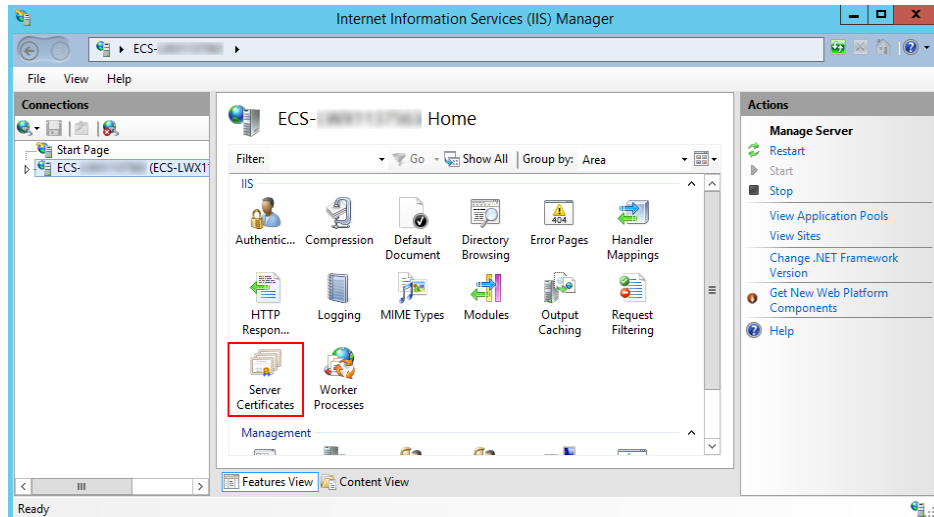 Internet Information Services (IIS) Manager
ECS-
File View Help
Connections
Start Page
ECS- (ECS-LWX1
ECS- Home
Filter: Go Show All Group by: Area
IIS
Authentic... Compression Default Document Directory Browsing Error Pages Handler Mappings
404
HTTP Respon... Logging MIME Types Modules Output Caching Request Filtering
Server Certificates Worker Processes
Management
Features View Content View
Actions
Manage Server
Restart
Start
Stop
View Application Pools
View Sites
Change .NET Framework
Version
Get New Web Platform
Components
Help
Ready